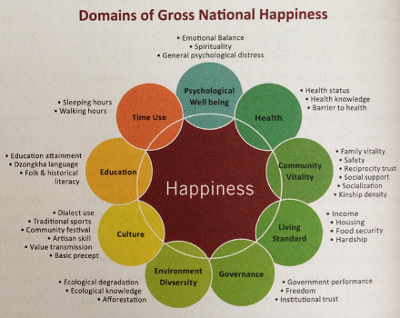 Domains of Gross National Happiness
• Emotional Balance
• Spirituality
• General psychological distress
Psychological
Well being
• Health status
• Health knowledge
• Barrier to health
Health
• Family vitality
• Safety
• Reciprocity trust
• Social support
• Socialization
• Kinship density
Community
Vitality
• Income
• Housing
• Food security
• Hardship
Living
Standard
• Government performance
• Freedom
• Institutional trust
Governance
Environment
Divsersity
• Ecological degradation
• Ecological knowledge
• Afforestation
Culture
• Dialect use
• Traditional sports
• Community festival
• Artisan skill
• Value transmission
• Basic precept
Education
• Education attainment
• Dzongkha language
• Folk & historical
literacy
Time Use
• Sleeping hours
• Walking hours
Happiness